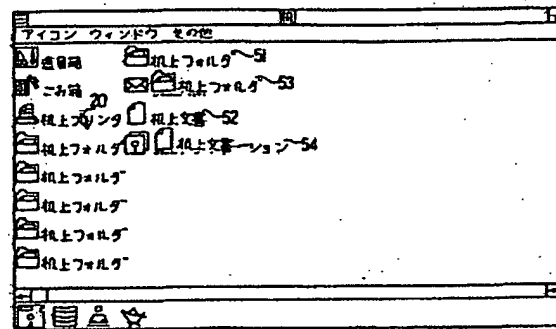 アイコン ウィンドウ その他
机上フォルダ 51
ごみ箱 机上フォルダ 53
20
机上プリンタ 机上文書 52
机上フォルダ 机上文書ーション 54
机上フォルダ
机上フォルダ
机上フォルダ
机上フォルダ